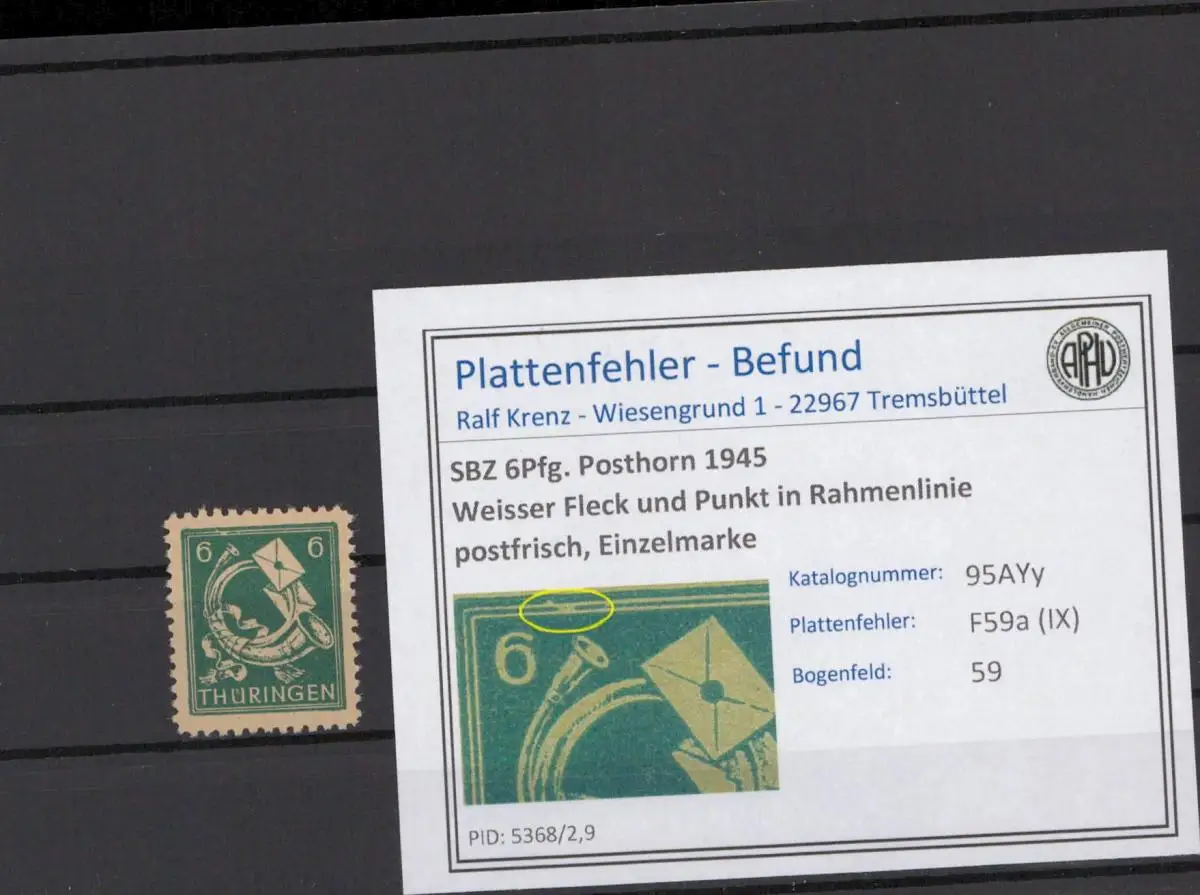 6 6
THÜRINGEN
Plattenfehler - Befund
Ralf Krenz - Wiesengrund 1 - 22967 Tremsbüttel
APHV
SBZ 6Pfg. Posthorn 1945
Weisser Fleck und Punkt in Rahmenlinie
postfrisch, Einzelmarke
6
Katalognummer: 95AYy
Plattenfehler: F59a (IX)
Bogenfeld: 59
PID: 5368/2,9